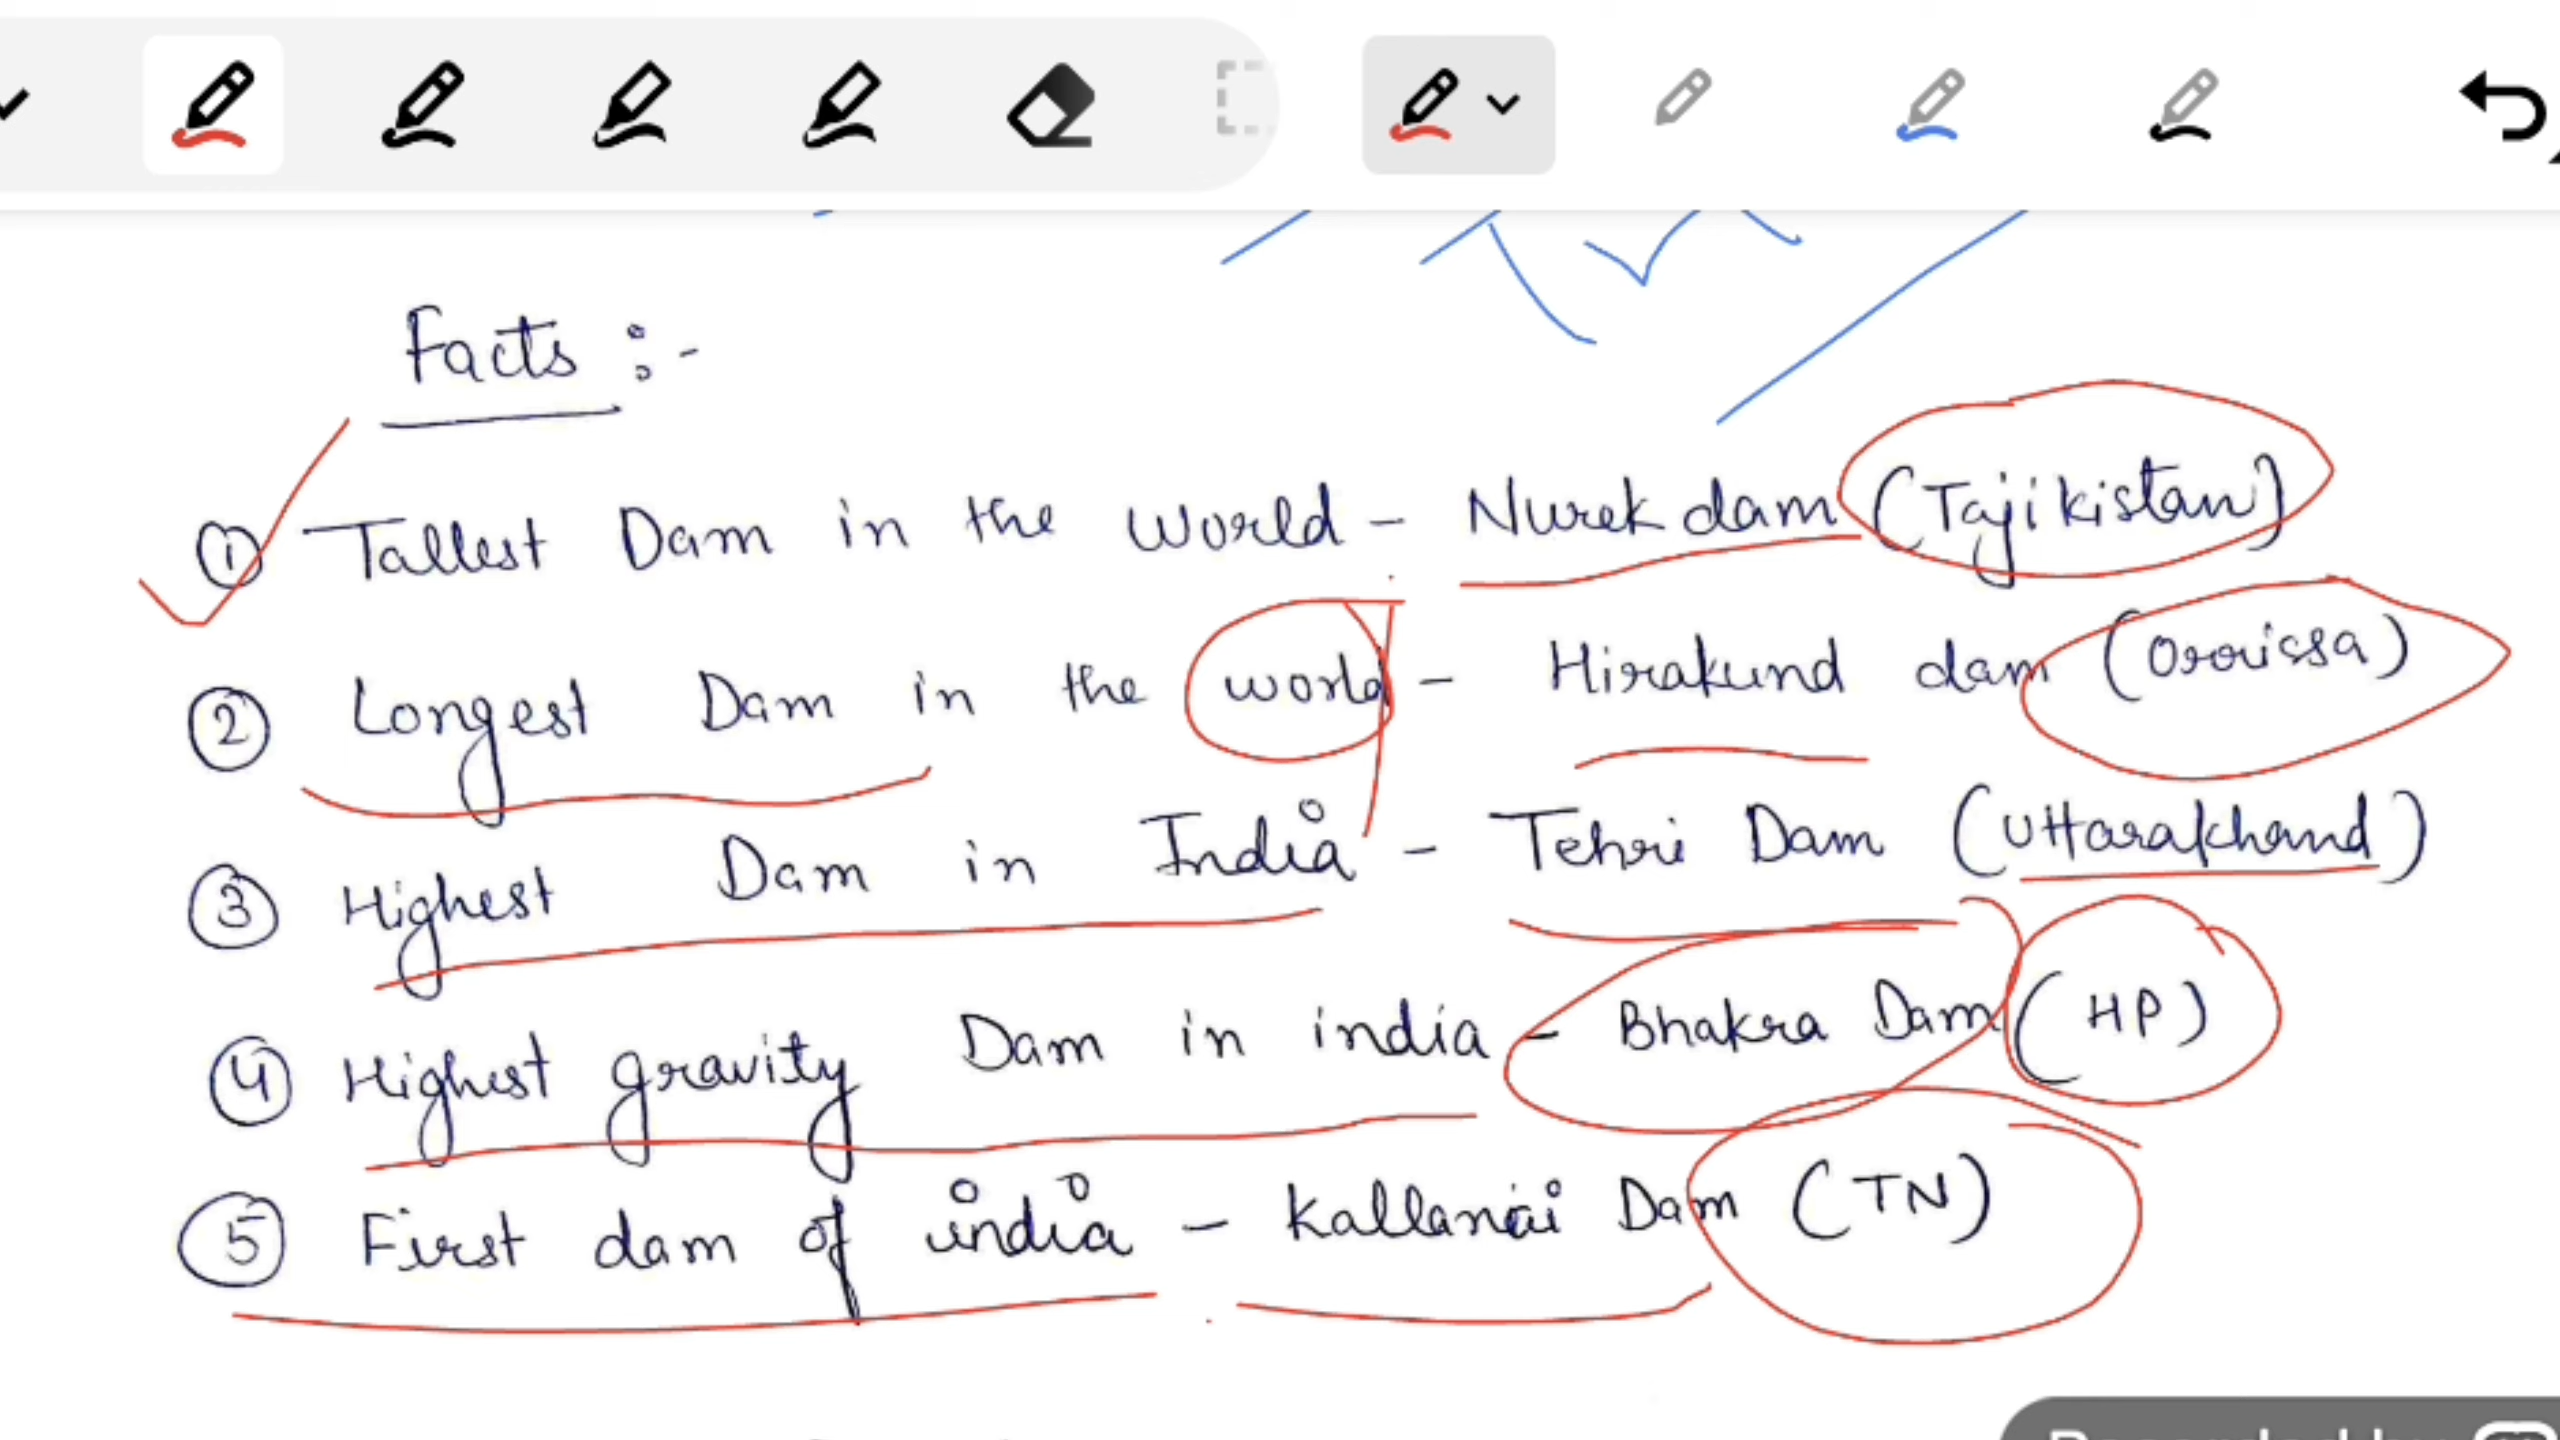 Facts :-
① Tallest Dam in the World - Nurek dam (Tajikistan)
② Longest Dam in the world - Hirakund dam (Orrissa)
③ Highest Dam in India - Tehri Dam (Uttarakhand)
④ Highest gravity Dam in india - Bhakra Dam (HP)
⑤ First dam of india - Kallanai Dam (TN)